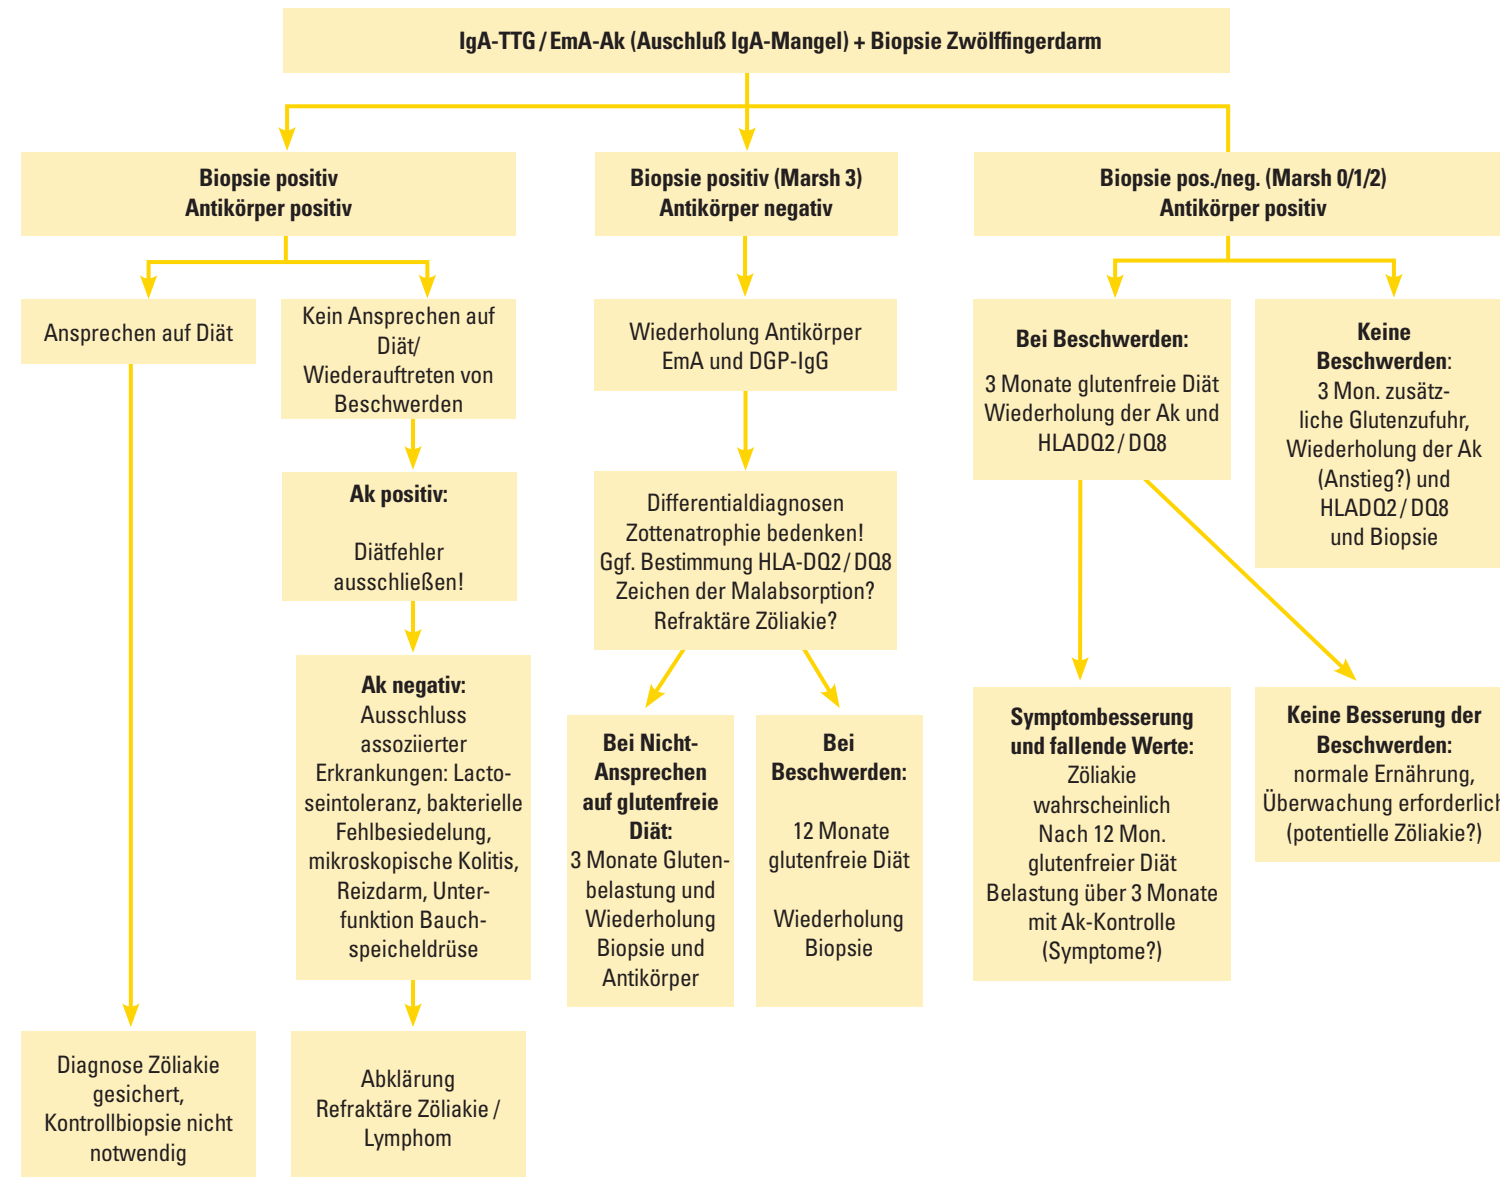 IgA-TTG / EmA-Ak (Auschluß IgA-Mangel) + Biopsie Zwölffingerdarm
Biopsie positiv
Antikörper positiv
Biopsie positiv (Marsh 3)
Antikörper negativ
Biopsie pos./neg. (Marsh 0/1/2)
Antikörper positiv
Ansprechen auf Diät
Kein Ansprechen auf
Diät/
Wiederauftreten von
Beschwerden
Wiederholung Antikörper
EmA und DGP-IgG
Bei Beschwerden:
3 Monate glutenfreie Diät
Wiederholung der Ak und
HLADQ2 / DQ8
Keine
Beschwerden:
3 Mon. zusätz-
liche Glutenzufuhr,
Wiederholung der Ak
(Anstieg?) und
HLADQ2 / DQ8
und Biopsie
Ak positiv:
Diätfehler
ausschließen!
Differentialdiagnosen
Zottenatrophie bedenken!
Ggf. Bestimmung HLA-DQ2 / DQ8
Zeichen der Malabsorption?
Refraktäre Zöliakie?
Ak negativ:
Ausschluss
assoziierter
Erkrankungen: Lacto-
seintoleranz, bakterielle
Fehlbesiedelung,
mikroskopische Kolitis,
Reizdarm, Unter-
funktion Bauch-
speicheldrüse
Bei Nicht-
Ansprechen
auf glutenfreie
Diät:
3 Monate Gluten-
belastung und
Wiederholung
Biopsie und
Antikörper
Bei
Beschwerden:
12 Monate
glutenfreie Diät
Wiederholung
Biopsie
Symptombesserung
und fallende Werte:
Zöliakie
wahrscheinlich
Nach 12 Mon.
glutenfreier Diät
Belastung über 3 Monate
mit Ak-Kontrolle
(Symptome?)
Keine Besserung der
Beschwerden:
normale Ernährung,
Überwachung erforderlich
(potentielle Zöliakie?)
Diagnose Zöliakie
gesichert,
Kontrollbiopsie nicht
notwendig
Abklärung
Refraktäre Zöliakie /
Lymphom